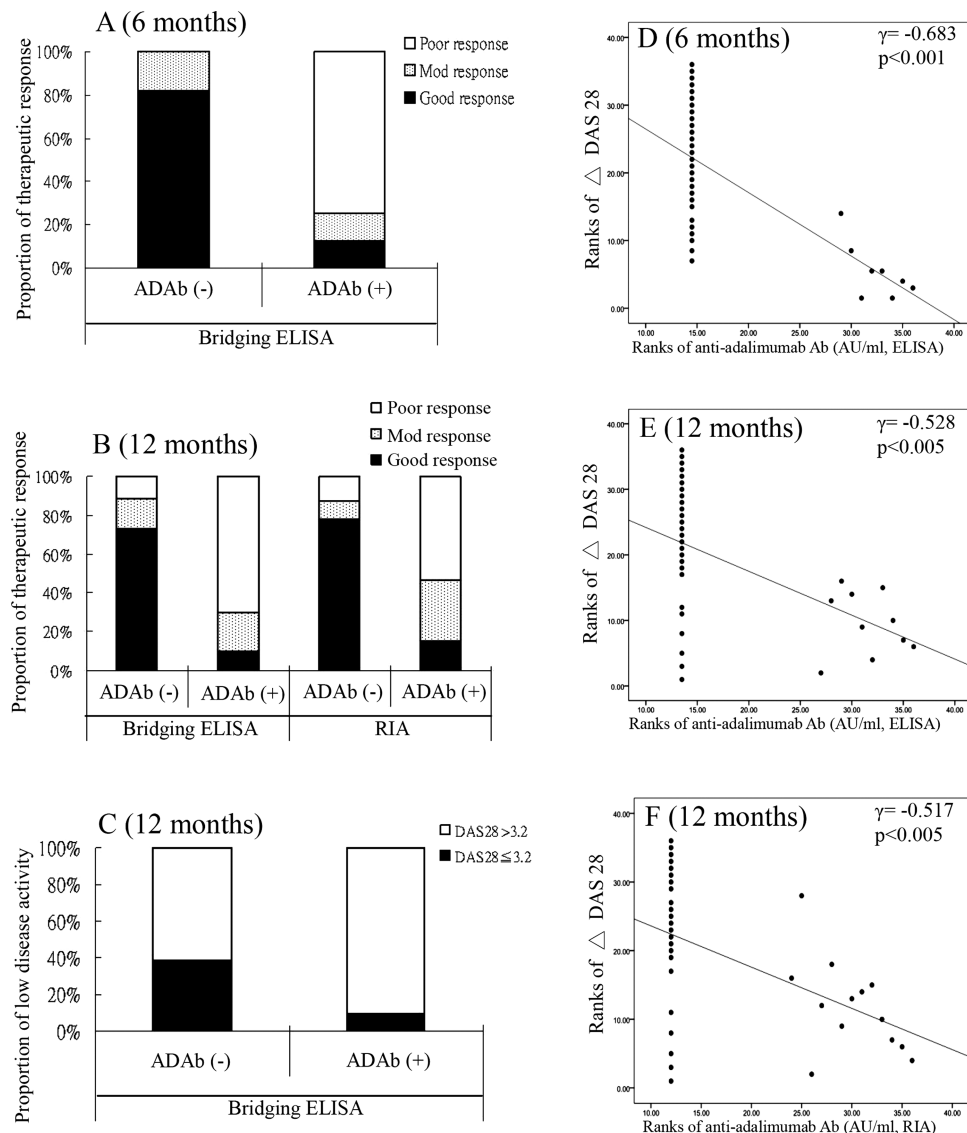 A (6 months)
Proportion of therapeutic response
100%
80%
60%
40%
20%
0%
Poor response
Mod response
Good response
ADAb (-)
ADAb (+)
Bridging ELISA
D (6 months)
γ= -0.683
p<0.001
Ranks of △ DAS 28
40.00
30.00
20.00
10.00
0.00
10.00 15.00 20.00 25.00 30.00 35.00 40.00
Ranks of anti-adalimumab Ab (AU/ml, ELISA)
B (12 months)
Proportion of therapeutic response
100%
80%
60%
40%
20%
0%
Poor response
Mod response
Good response
ADAb (-) ADAb (+) ADAb (-) ADAb (+)
Bridging ELISA RIA
E (12 months)
γ= -0.528
p<0.005
Ranks of △ DAS 28
40.00
30.00
20.00
10.00
0.00
10.00 15.00 20.00 25.00 30.00 35.00 40.00
Ranks of anti-adalimumab Ab (AU/ml, ELISA)
C (12 months)
Proportion of low disease activity
100%
80%
60%
40%
20%
0%
DAS28>3.2
DAS28≦3.2
ADAb (-) ADAb (+)
Bridging ELISA
F (12 months)
γ= -0.517
p<0.005
Ranks of △ DAS 28
40.00
30.00
20.00
10.00
0.00
10.00 15.00 20.00 25.00 30.00 35.00 40.00
Ranks of anti-adalimumab Ab (AU/ml, RIA)